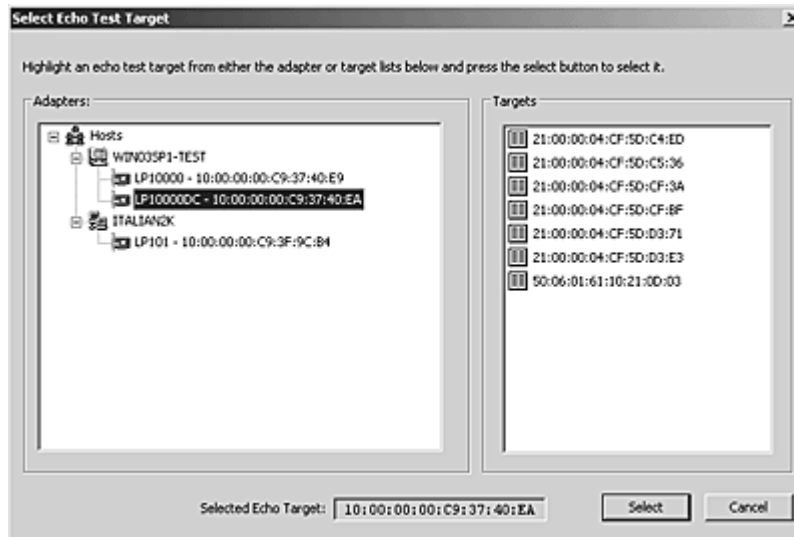 Select Echo Test Target
Highlight an echo test target from either the adapter or target lists below and press the select button to select it.
Adapters:
Hosts
WIN03SP1-TEST
LP10000 - 10:00:00:00:C9:37:40:E9
LP10000DC - 10:00:00:00:C9:37:40:EA
ITALIAN2K
LP101 - 10:00:00:00:C9:3F:9C:B4
Targets
21:00:00:04:CF:5D:C4:ED
21:00:00:04:CF:5D:C5:36
21:00:00:04:CF:5D:CF:3A
21:00:00:04:CF:5D:CF:BF
21:00:00:04:CF:5D:D3:71
21:00:00:04:CF:5D:D3:E3
50:06:01:61:10:21:0D:03
Selected Echo Target: 10:00:00:00:C9:37:40:EA
Select
Cancel